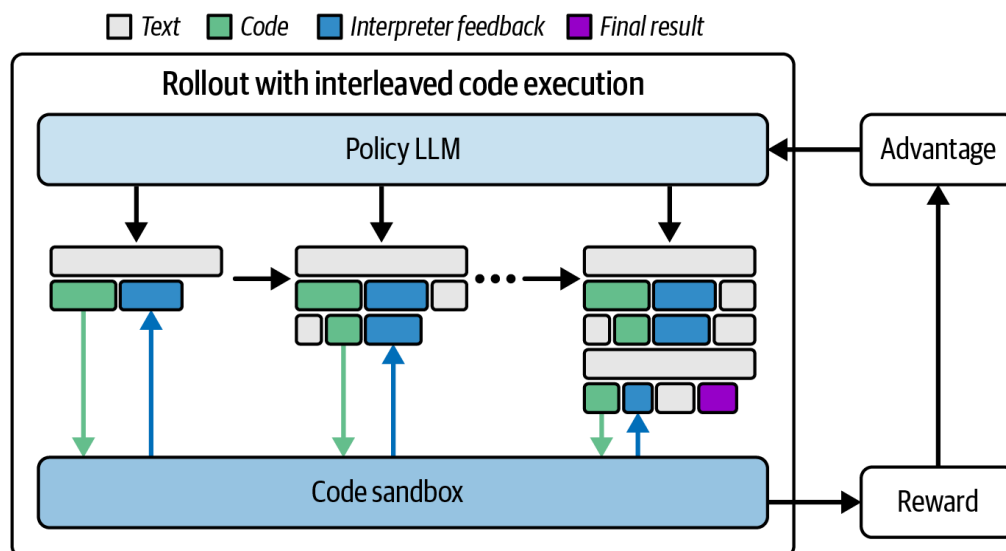 Text Code Interpreter feedback Final result
Rollout with interleaved code execution
Policy LLM
Advantage
Code sandbox
Reward